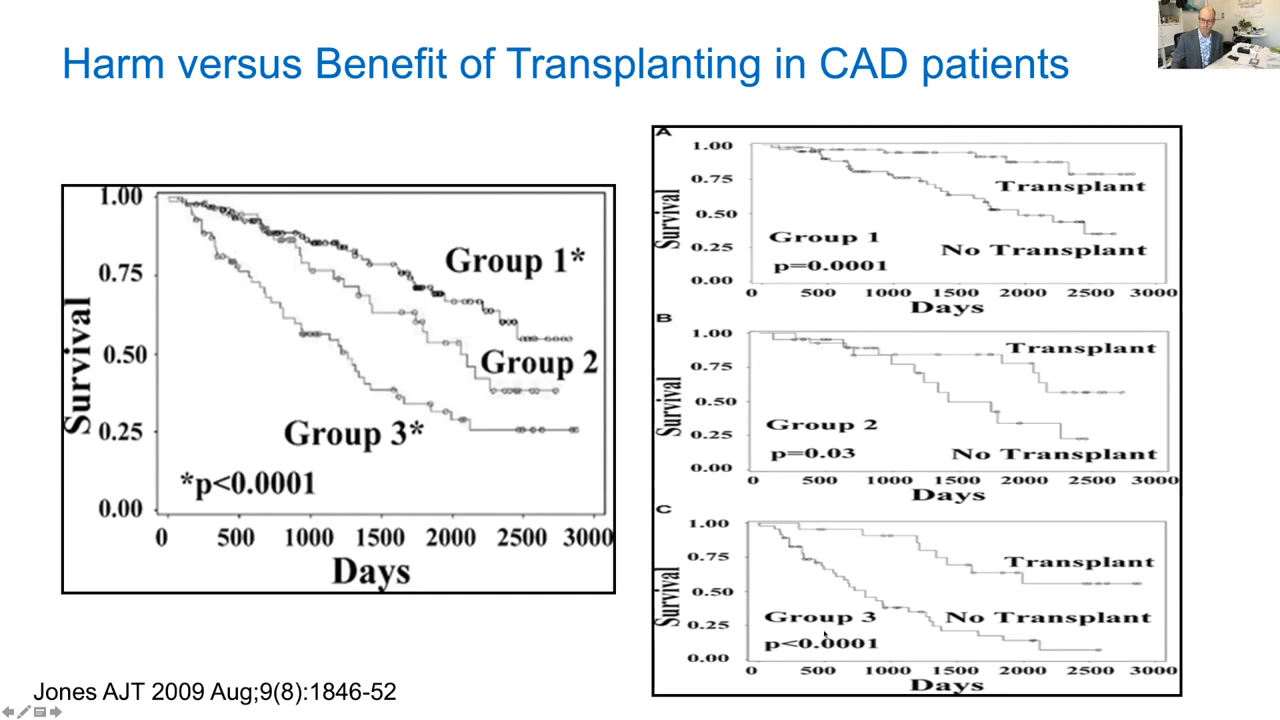 Harm versus Benefit of Transplanting in CAD patients
1.00
0.75
0.50
0.25
0.00
Survival
Group 1*
Group 2
Group 3*
*p<0.0001
0 500 1000 1500 2000 2500 3000
Days
A
1.00
0.75
0.50
0.25
0.00
Survival
Transplant
Group 1
No Transplant
p=0.0001
0 500 1000 1500 2000 2500 3000
Days
B
1.00
0.75
0.50
0.25
0.00
Survival
Transplant
Group 2
p=0.03
No Transplant
0 500 1000 1500 2000 2500 3000
Days
C
1.00
0.75
0.50
0.25
0.00
Survival
Transplant
Group 3
No Transplant
p<0.0001
0 500 1000 1500 2000 2500 3000
Days
Jones AJT 2009 Aug;9(8):1846-52